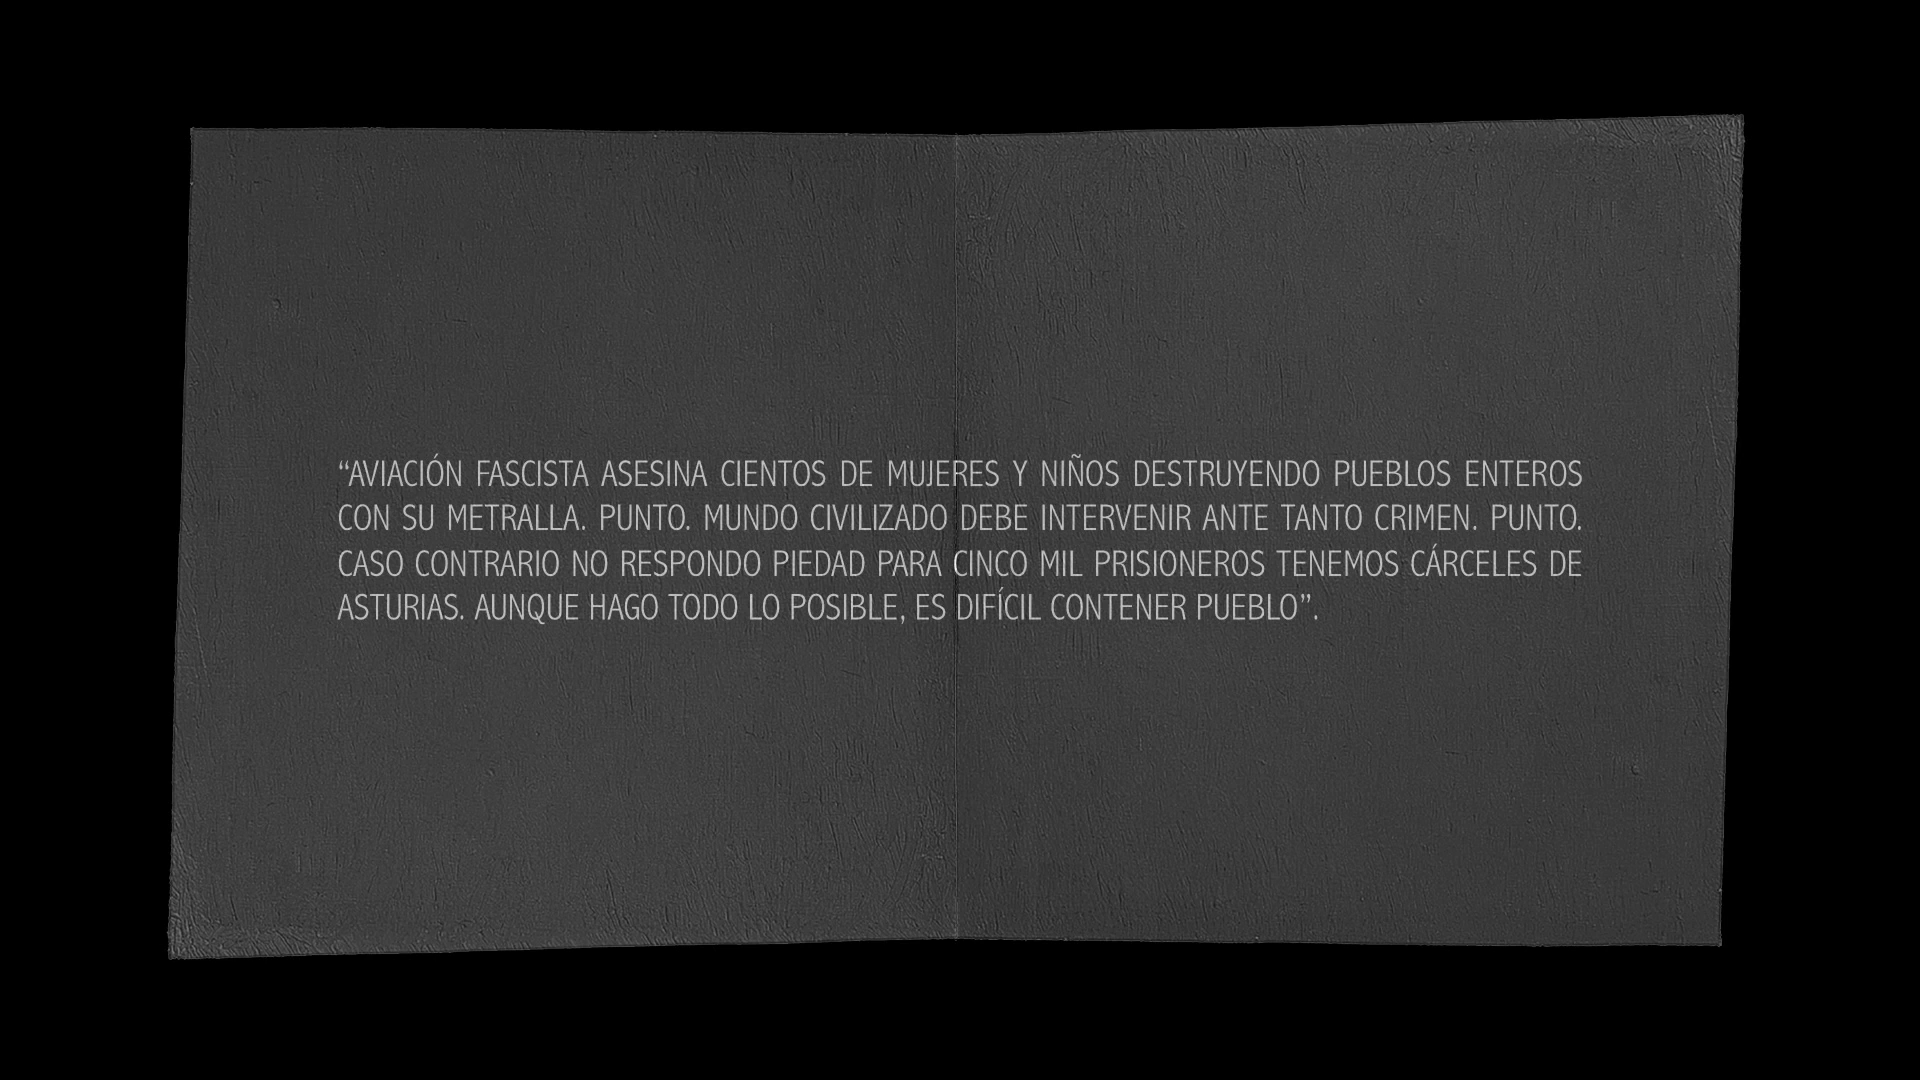 “AVIACIÓN FASCISTA ASESINA CIENTOS DE MUJERES Y NIÑOS DESTRUYENDO PUEBLOS ENTEROS
CON SU METRALLA. PUNTO. MUNDO CIVILIZADO DEBE INTERVENIR ANTE TANTO CRIMEN. PUNTO.
CASO CONTRARIO NO RESPONDO PIEDAD PARA CINCO MIL PRISIONEROS TENEMOS CÁRCELES DE
ASTURIAS. AUNQUE HAGO TODO LO POSIBLE, ES DIFÍCIL CONTENER PUEBLO”.